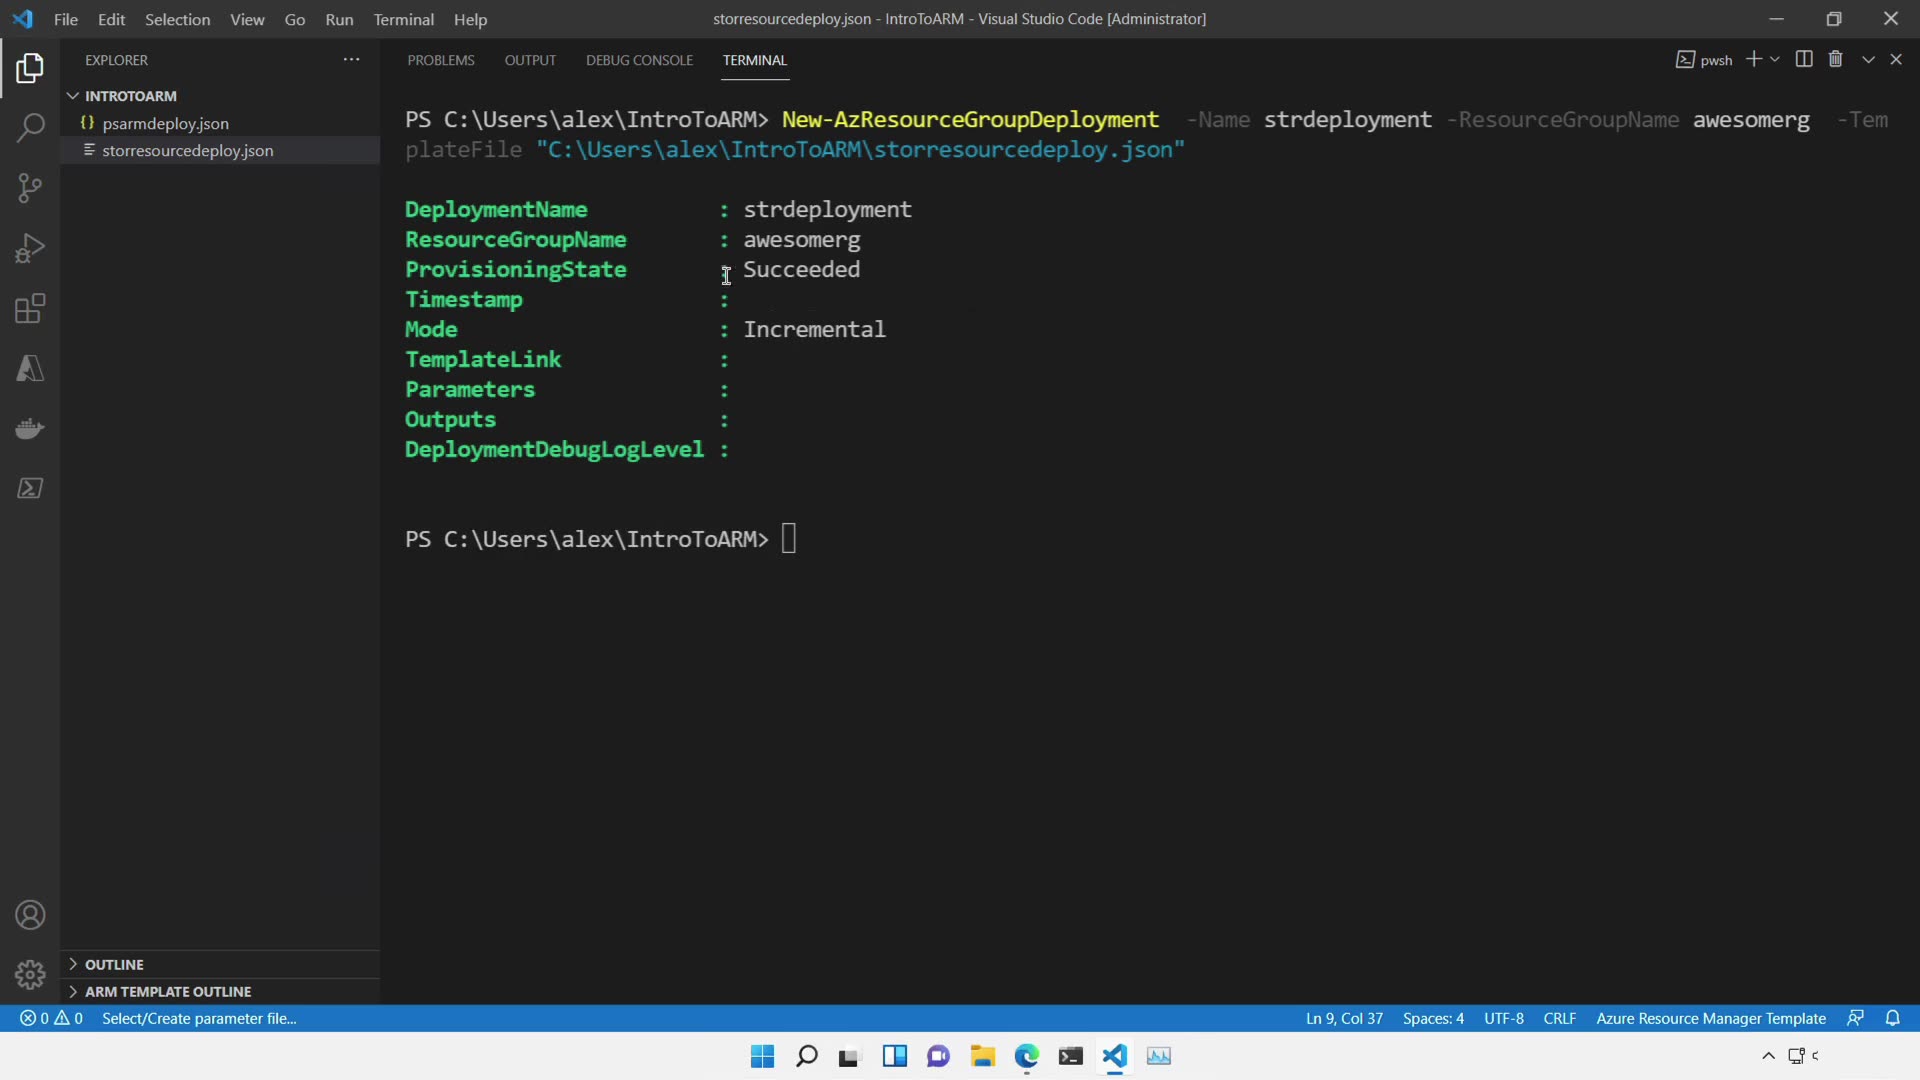 File Edit Selection View Go Run Terminal Help
storresourcedeploy.json - IntroToARM - Visual Studio Code [Administrator]
EXPLORER
INTROTOARM
psarmdeploy.json
storresourcedeploy.json
OUTLINE
ARM TEMPLATE OUTLINE
PROBLEMS OUTPUT DEBUG CONSOLE TERMINAL
pwsh
PS C:\Users\alex\IntroToARM> New-AzResourceGroupDeployment -Name strdeployment -ResourceGroupName awesomerg -Tem
plateFile "C:\Users\alex\IntroToARM\storresourcedeploy.json"
DeploymentName : strdeployment
ResourceGroupName : awesomerg
ProvisioningState : Succeeded
Timestamp :
Mode : Incremental
TemplateLink :
Parameters :
Outputs :
DeploymentDebugLogLevel :
PS C:\Users\alex\IntroToARM>
0 0 Select/Create parameter file... Ln 9, Col 37 Spaces: 4 UTF-8 CRLF Azure Resource Manager Template